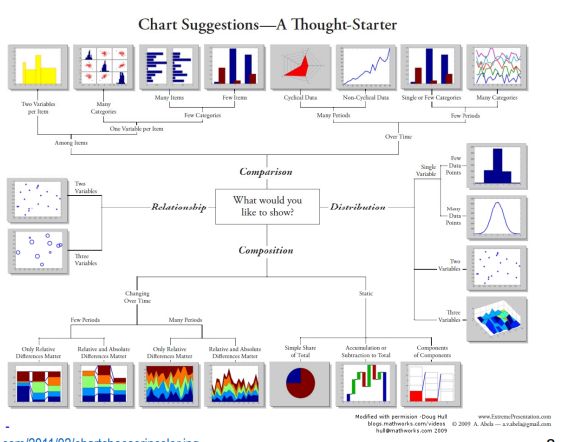 Chart Suggestions—A Thought-Starter
Two Variables
per Item
Many
Categories
Many Items
Few Items
Cyclical Data
Non-Cyclical Data
Single or Few Categories
Many Categories
Few Categories
Many Periods
Few Periods
One Variable per Item
Among Items
Over Time
Comparison
Single
Variable
Few
Data
Points
Two
Variables
Many
Data
Points
Relationship
What would you
like to show?
Distribution
Three
Variables
Composition
Two
Variables
Changing
Over Time
Static
Three
Variables
Few Periods
Many Periods
Only Relative
Differences Matter
Relative and Absolute
Differences Matter
Only Relative
Differences Matter
Relative and Absolute
Differences Matter
Simple Share
of Total
Accumulation or
Subtraction to Total
Components
of Components
Modified with permission -Doug Hull
blogs.mathworks.com/videos
hull@mathworks.com 2009
www.ExtremePresentation.com
© 2009 A. Abela — a.v.abela@gmail.com